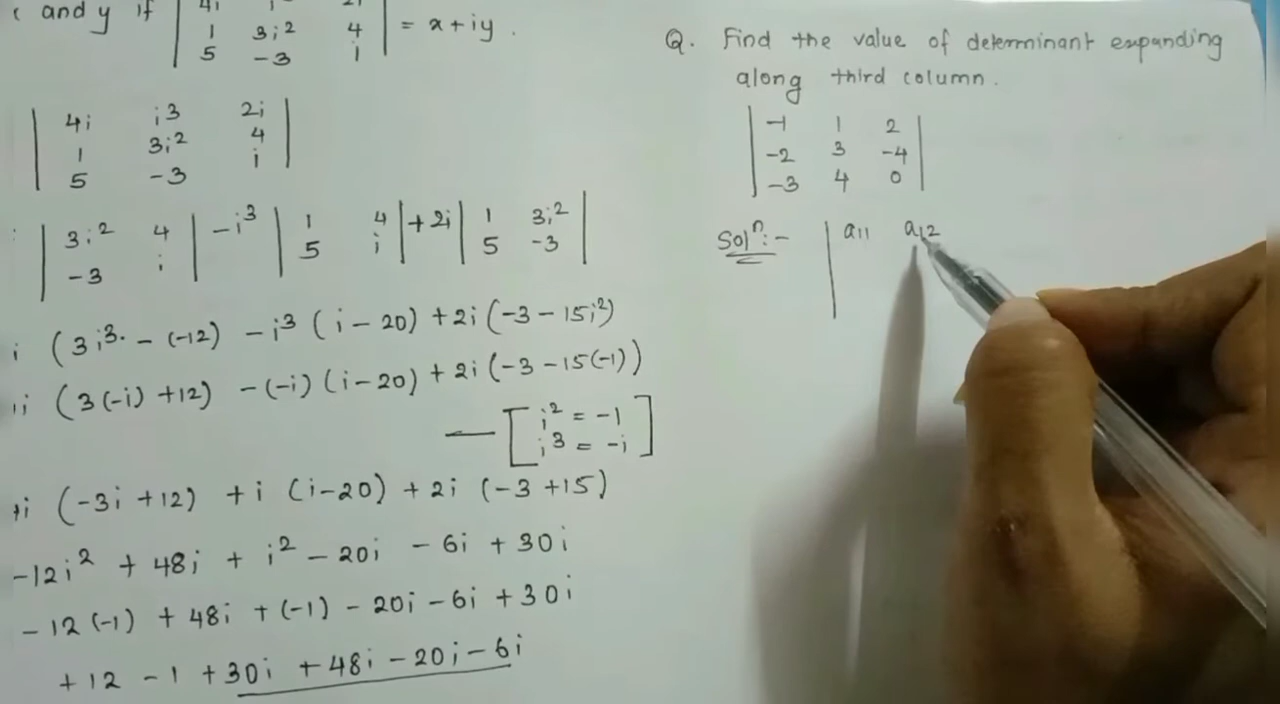 and y if | 4i 2i |
| 1 3i² 4 | = x + iy .
| 5 -3 i |
| 4i i3 2i |
| 1 3i² 4 |
| 5 -3 i |
| 3i² 4 | -i³ | 1 4 | +2i | 1 3i² |
| -3 i | | 5 i | | 5 -3 |
i (3i³. - (-12) - i³ (i - 20) + 2i (-3 - 15i²)
(3(-i) + 12) - (-i) (i-20) + 2i (-3 - 15(-1))
— [ i² = -1
i³ = -i ]
i (-3i + 12) + i (i-20) + 2i (-3 + 15)
-12i² + 48i + i² - 20i - 6i + 30i
- 12 (-1) + 48i + (-1) - 20i - 6i + 30i
+ 12 - 1 + 30i + 48i - 20i - 6i
Q. Find the value of determinant expanding
along third column.
| -1 1 2 |
| -2 3 -4 |
| -3 4 0 |
Solⁿ:- | a11 a12